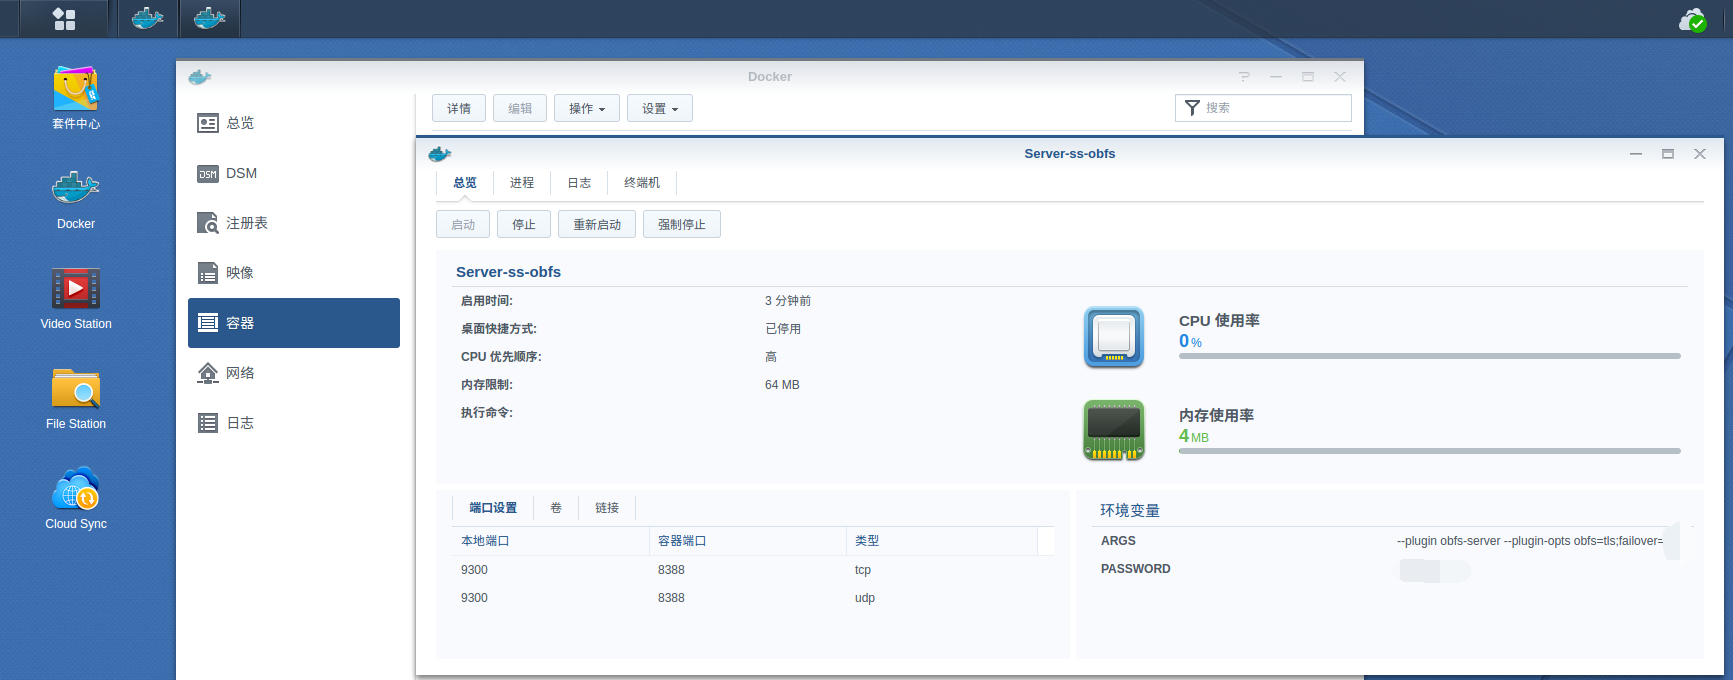 套件中心
Docker
Video Station
File Station
Cloud Sync
Docker
总览
DSM
DSM
注册表
映像
容器
网络
日志
详情
编辑
操作
设置
搜索
Server-ss-obfs
总览
进程
日志
终端机
启动
停止
重新启动
强制停止
Server-ss-obfs
启用时间: 3 分钟前
桌面快捷方式: 已停用
CPU 优先顺序: 高
内存限制: 64 MB
执行命令:
CPU 使用率
0 %
内存使用率
4 MB
端口设置
卷
链接
本地端口 容器端口 类型
9300 8388 tcp
9300 8388 udp
环境变量
ARGS --plugin obfs-server --plugin-opts obfs=tls;failover=
PASSWORD